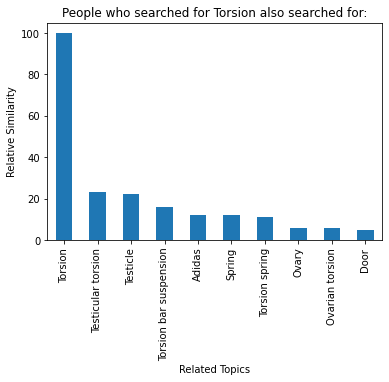 People who searched for Torsion also searched for:
Relative Similarity
100
80
60
40
20
0
Torsion
Testicular torsion
Testicle
Torsion bar suspension
Adidas
Spring
Torsion spring
Ovary
Ovarian torsion
Door
Related Topics